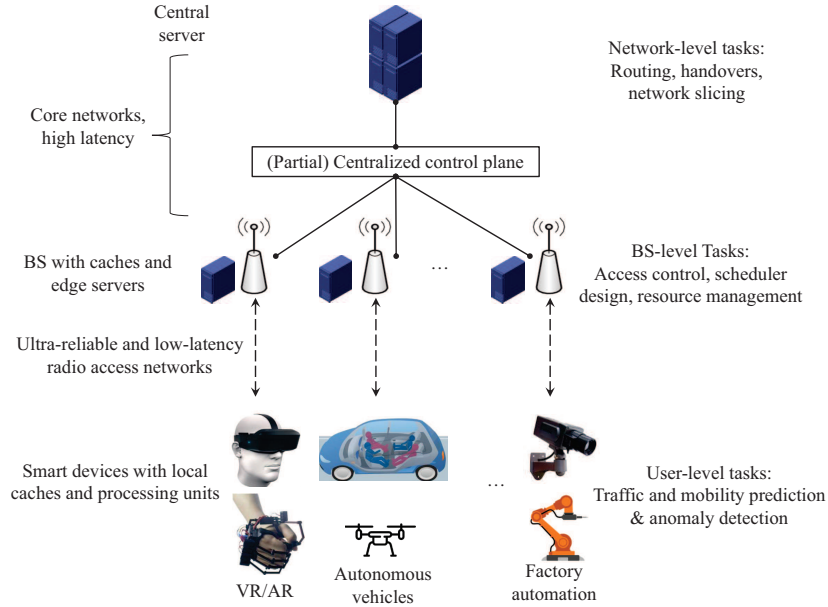 Central
server
Network-level tasks:
Routing, handovers,
network slicing
Core networks,
high latency
(Partial) Centralized control plane
BS with caches and
edge servers
...
BS-level Tasks:
Access control, scheduler
design, resource management
Ultra-reliable and low-latency
radio access networks
Smart devices with local
caches and processing units
...
User-level tasks:
Traffic and mobility prediction
& anomaly detection
VR/AR
Autonomous
vehicles
Factory
automation